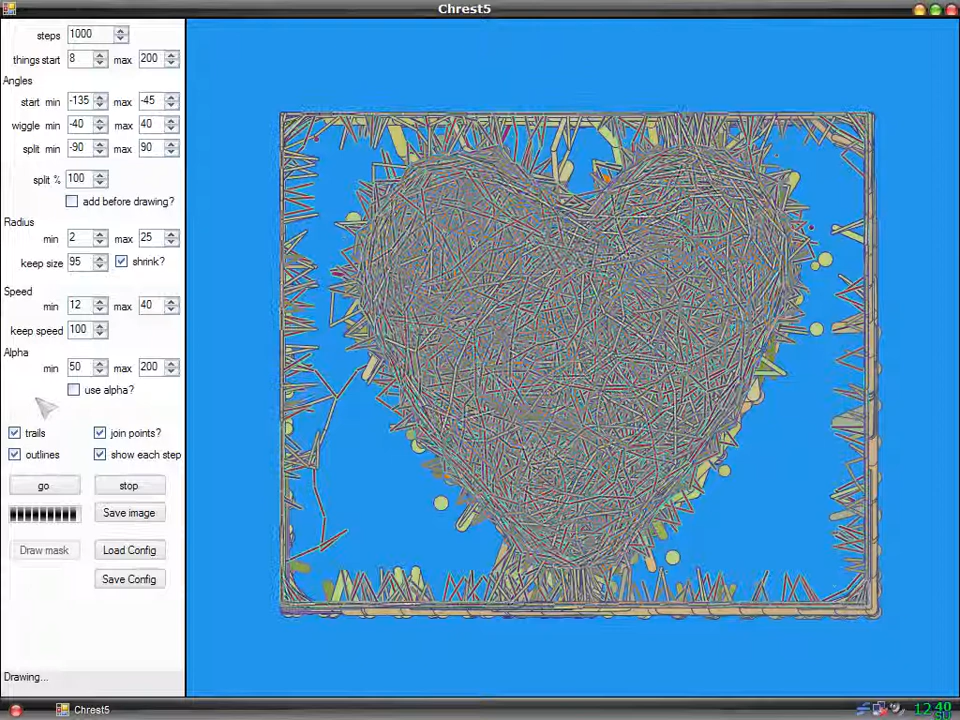 Chrest5
steps 1000
things start 8 max 200
Angles
start min -135 max -45
wiggle min -40 max 40
split min -90 max 90
split % 100
add before drawing?
Radius
min 2 max 25
keep size 95 shrink?
Speed
min 12 max 40
keep speed 100
Alpha
min 50 max 200
use alpha?
trails join points?
outlines show each step
go stop
Save image
Draw mask Load Config
Save Config
Drawing...
Chrest5 12:40